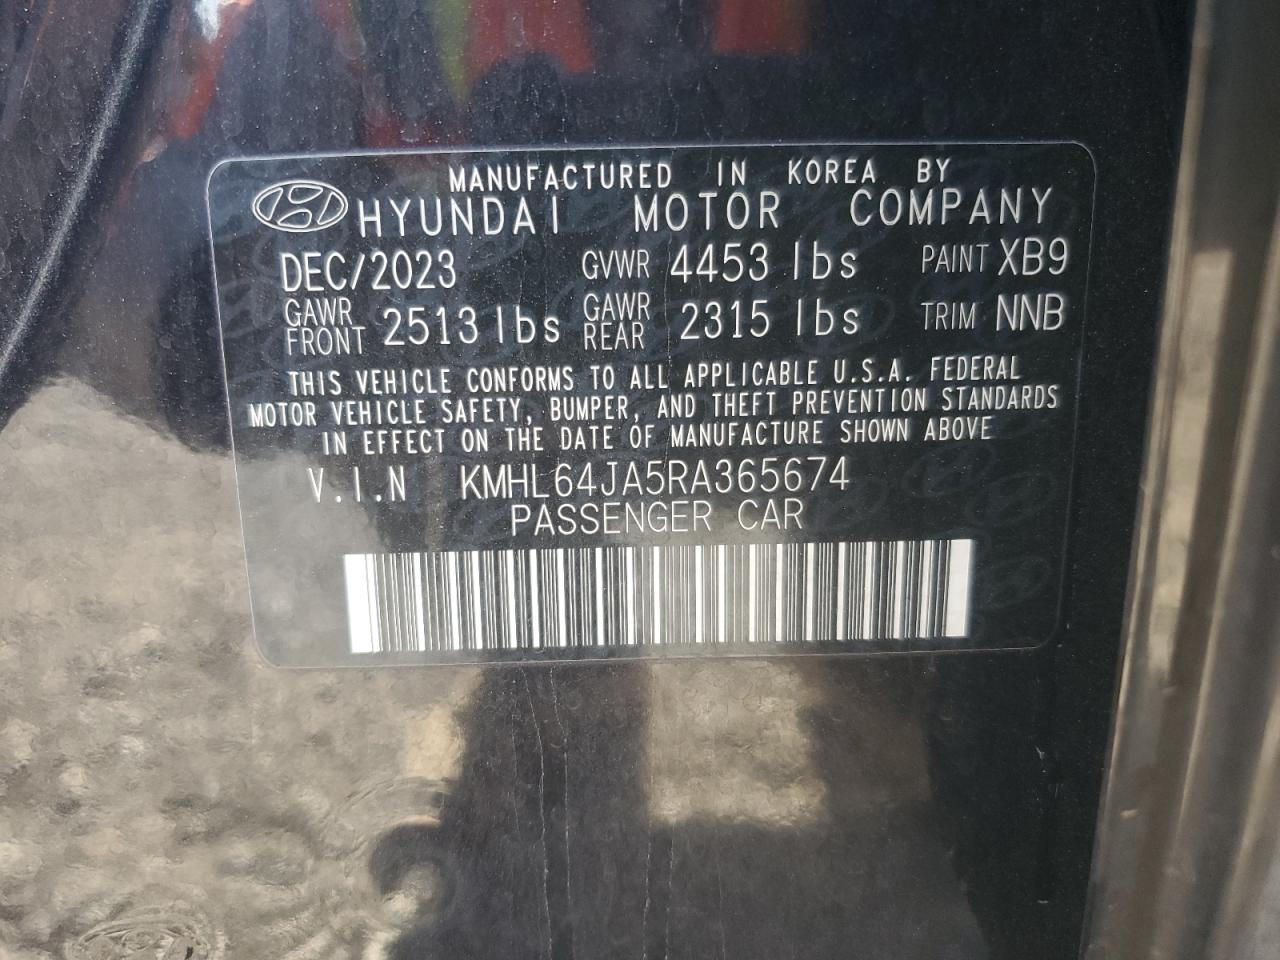 MANUFACTURED IN KOREA BY
HYUNDAI MOTOR COMPANY
DEC/2023 GVWR 4453 lbs PAINT XB9
GAWR FRONT 2513 lbs GAWR REAR 2315 lbs TRIM NNB
THIS VEHICLE CONFORMS TO ALL APPLICABLE U.S.A. FEDERAL
MOTOR VEHICLE SAFETY, BUMPER, AND THEFT PREVENTION STANDARDS
IN EFFECT ON THE DATE OF MANUFACTURE SHOWN ABOVE
V.I.N KMHL64JA5RA365674
PASSENGER CAR